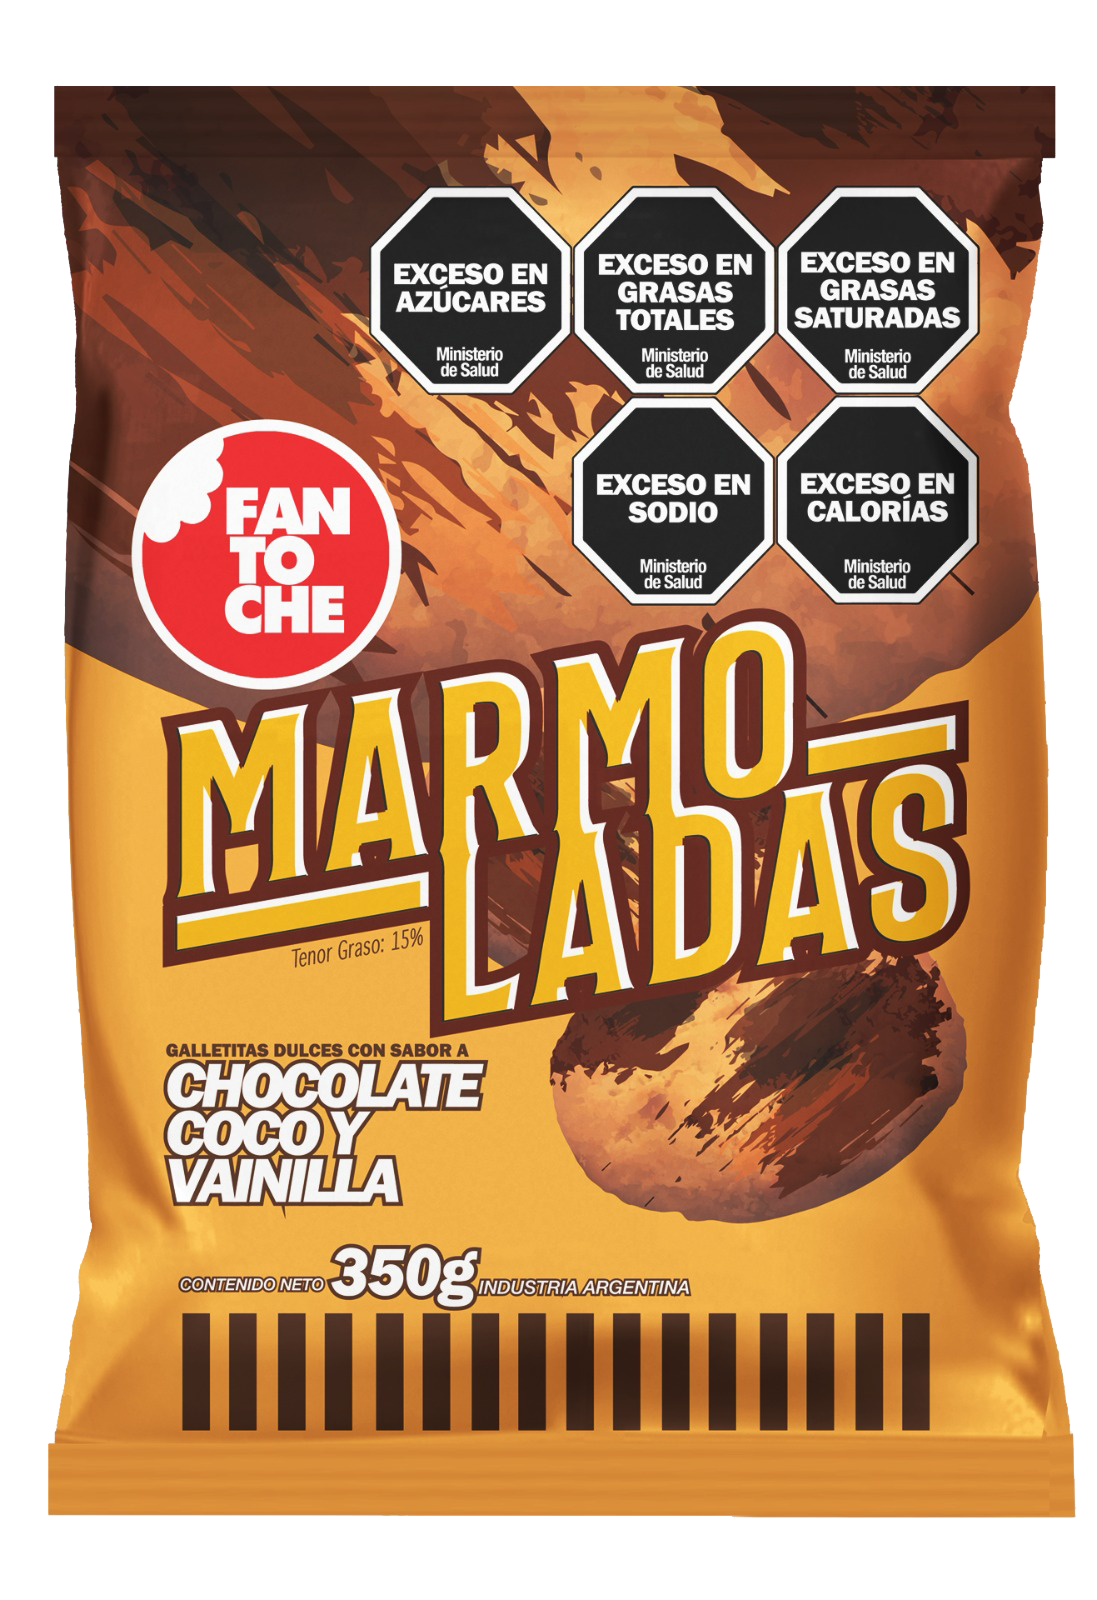 EXCESO EN
AZÚCARES
Ministerio
de Salud
EXCESO EN
GRASAS
TOTALES
Ministerio
de Salud
EXCESO EN
GRASAS
SATURADAS
Ministerio
de Salud
EXCESO EN
SODIO
Ministerio
de Salud
EXCESO EN
CALORÍAS
Ministerio
de Salud
FAN
TO
CHE
MARMO
LADAS
Tenor Graso: 15%
GALLETITAS DULCES CON SABOR A
CHOCOLATE
COCO Y
VAINILLA
CONTENIDO NETO 350g INDUSTRIA ARGENTINA